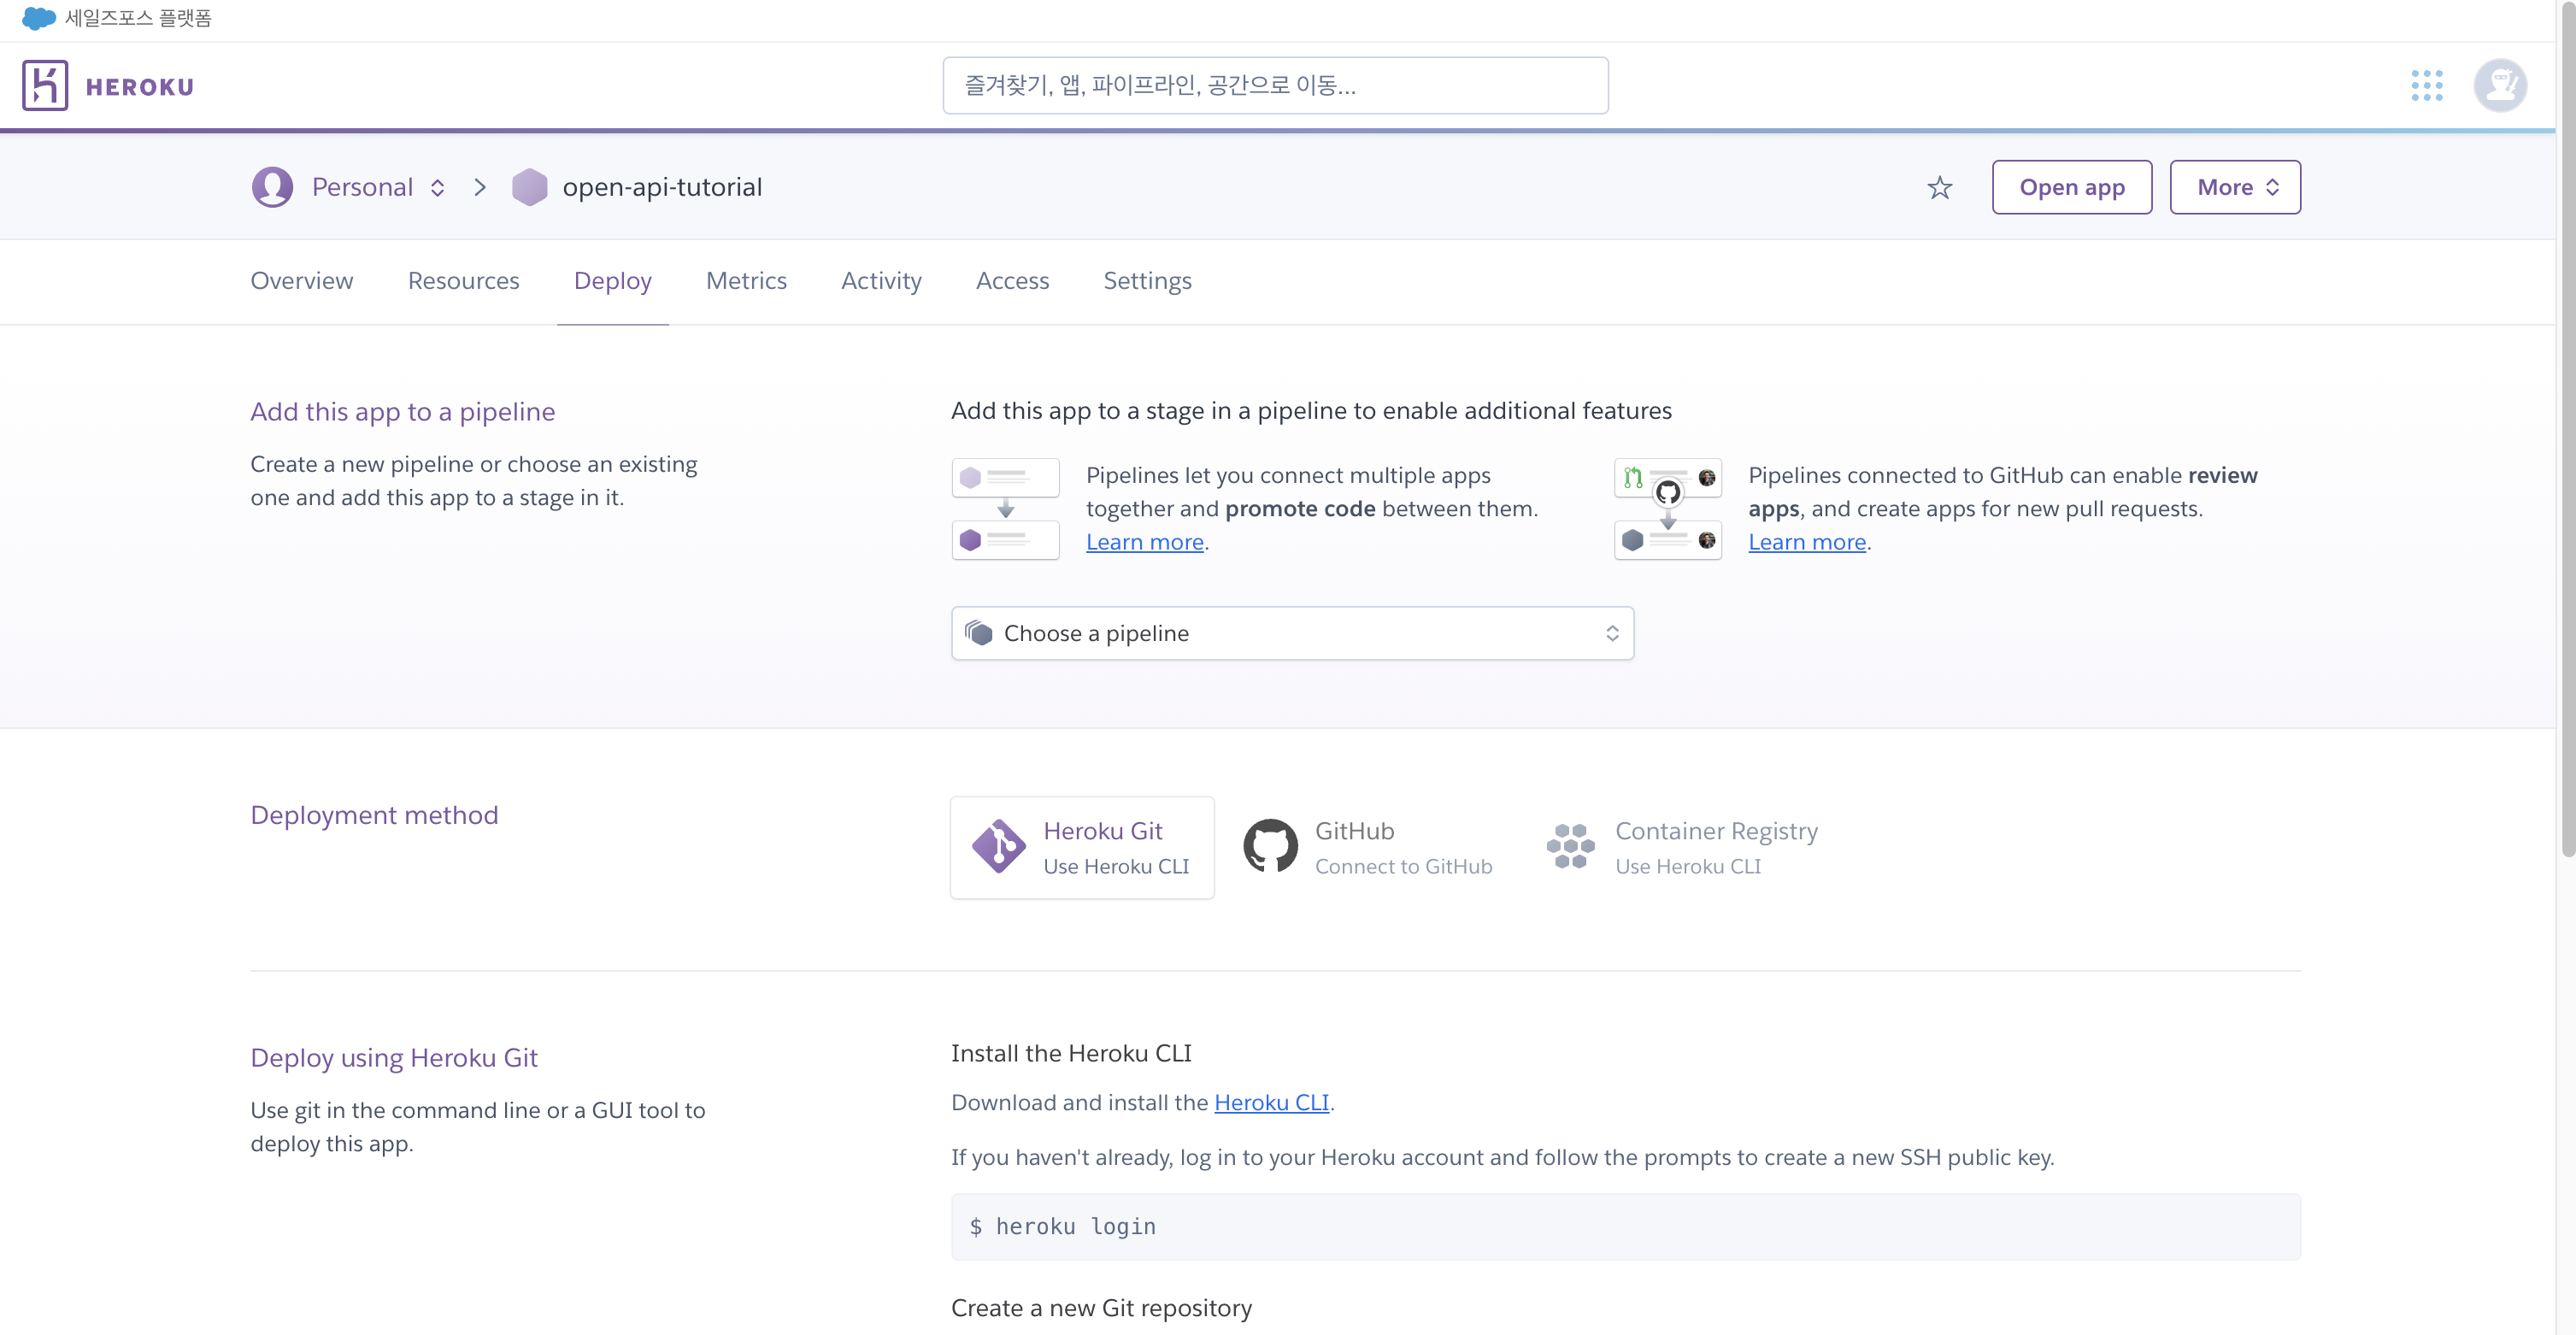 세일즈포스 플랫폼
HEROKU
즐겨찾기, 앱, 파이프라인, 공간으로 이동...
Personal
open-api-tutorial
Open app
More
Overview
Resources
Deploy
Metrics
Activity
Access
Settings
Add this app to a pipeline
Create a new pipeline or choose an existing
one and add this app to a stage in it.
Add this app to a stage in a pipeline to enable additional features
Pipelines let you connect multiple apps
together and promote code between them.
Learn more.
Pipelines connected to GitHub can enable review
apps, and create apps for new pull requests.
Learn more.
Choose a pipeline
Deployment method
Heroku Git
Use Heroku CLI
GitHub
Connect to GitHub
Container Registry
Use Heroku CLI
Deploy using Heroku Git
Use git in the command line or a GUI tool to
deploy this app.
Install the Heroku CLI
Download and install the Heroku CLI.
If you haven't already, log in to your Heroku account and follow the prompts to create a new SSH public key.
$ heroku login
Create a new Git repository